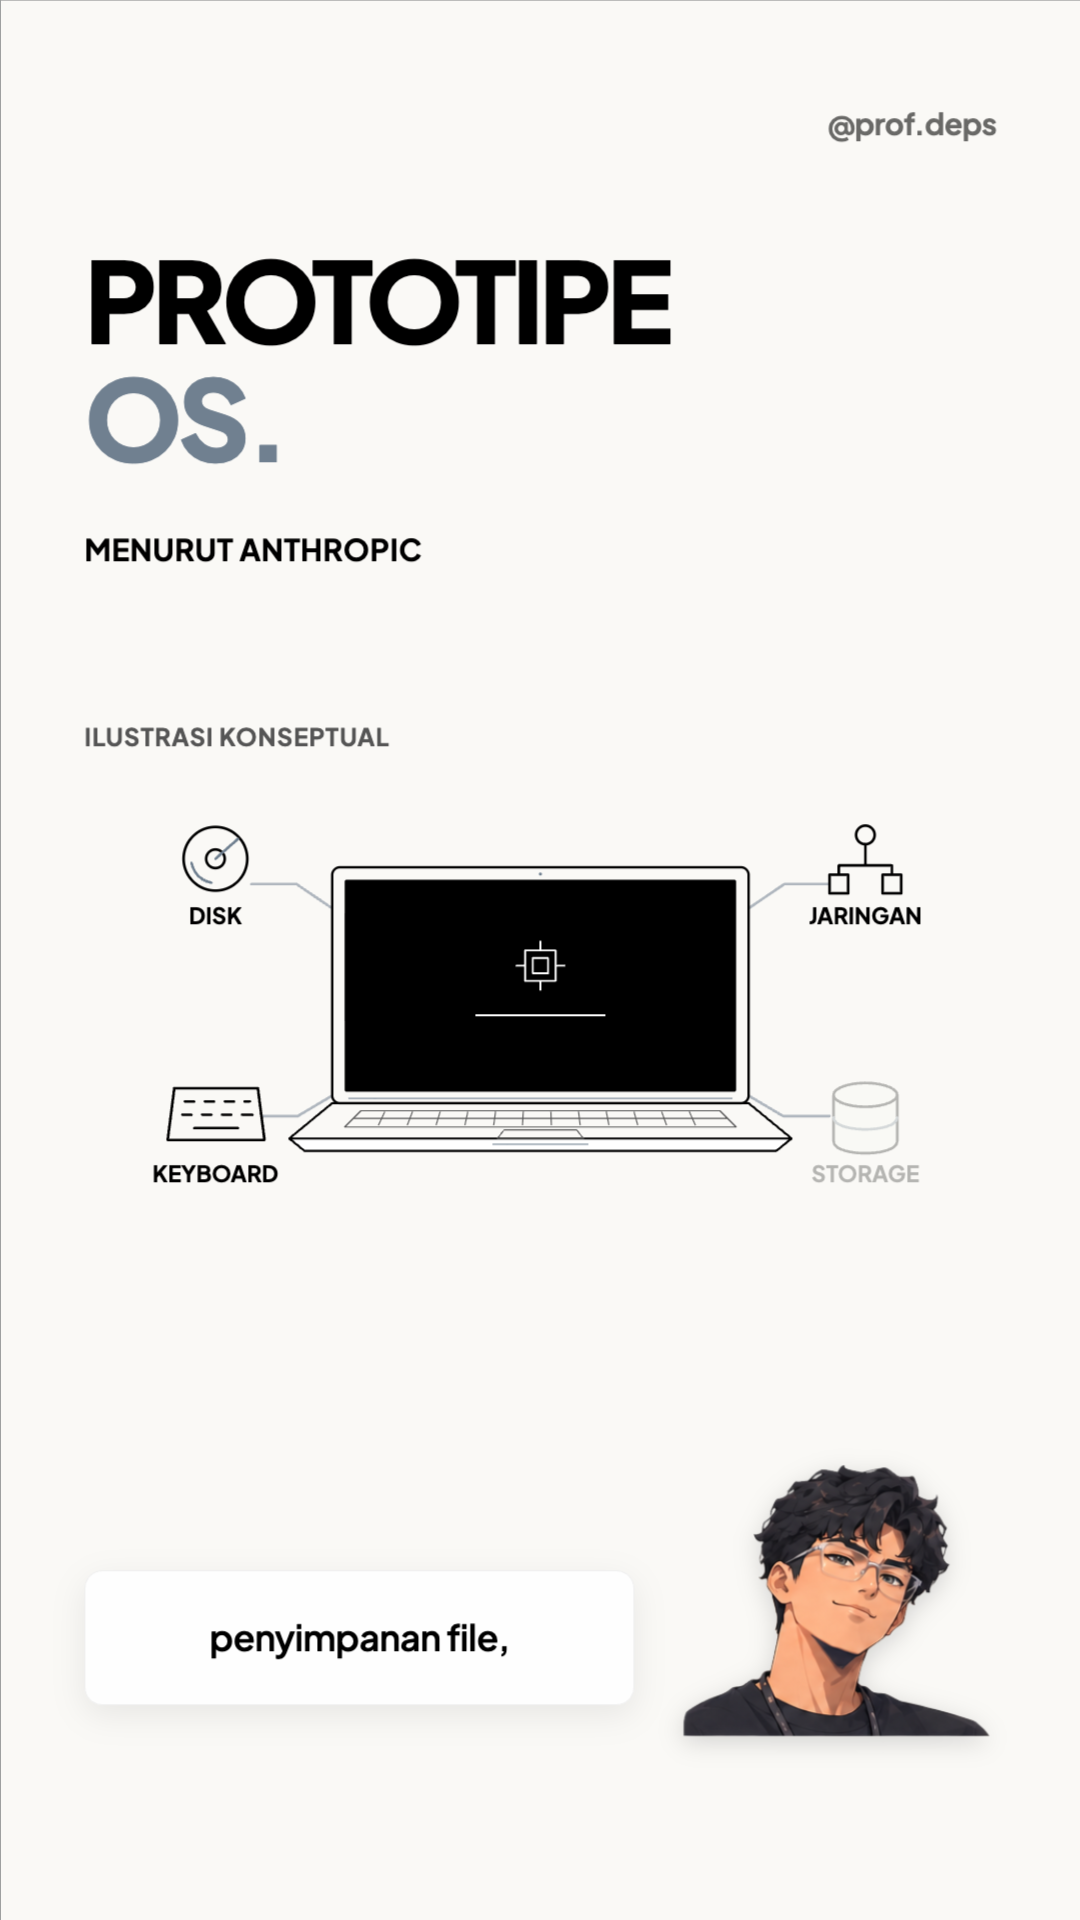 @prof.deps
PROTOTIPE
OS.
MENURUT ANTHROPIC
ILUSTRASI KONSEPTUAL
DISK
JARINGAN
KEYBOARD
STORAGE
penyimpanan file,